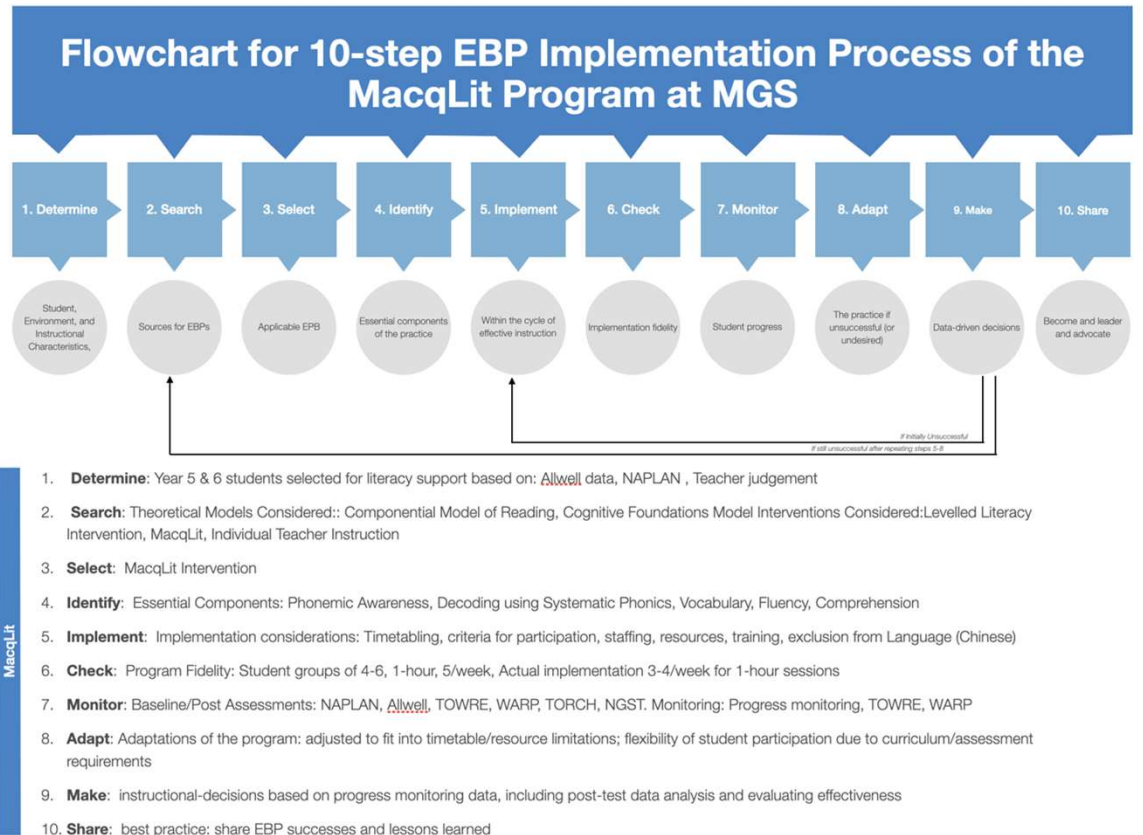 Flowchart for 10-step EBP Implementation Process of the
MacqLit Program at MGS
1. Determine
2. Search
3. Select
4. Identify
5. Implement
6. Check
7. Monitor
8. Adapt
9. Make
10. Share
Student,
Environment, and
Instructional
Characteristics,
Sources for EBPs
Applicable EPB
Essential components
of the practice
Within the cycle of
effective instruction
Implementation fidelity
Student progress
The practice if
unsuccessful (or
undesired)
Data-driven decisions
Become and leader
and advocate
If Initially Unsuccessful
If still unsuccessful after repeating steps 5-8
MacqLit
1. Determine: Year 5 & 6 students selected for literacy support based on: Allwell data, NAPLAN , Teacher judgement
2. Search: Theoretical Models Considered:: Componential Model of Reading, Cognitive Foundations Model Interventions Considered:Levelled Literacy
Intervention, MacqLit, Individual Teacher Instruction
3. Select: MacqLit Intervention
4. Identify: Essential Components: Phonemic Awareness, Decoding using Systematic Phonics, Vocabulary, Fluency, Comprehension
5. Implement: Implementation considerations: Timetabling, criteria for participation, staffing, resources, training, exclusion from Language (Chinese)
6. Check: Program Fidelity: Student groups of 4-6, 1-hour, 5/week, Actual implementation 3-4/week for 1-hour sessions
7. Monitor: Baseline/Post Assessments: NAPLAN, Allwell, TOWRE, WARP, TORCH, NGST. Monitoring: Progress monitoring, TOWRE, WARP
8. Adapt: Adaptations of the program: adjusted to fit into timetable/resource limitations; flexibility of student participation due to curriculum/assessment
requirements
9. Make: instructional-decisions based on progress monitoring data, including post-test data analysis and evaluating effectiveness
10. Share: best practice: share EBP successes and lessons learned